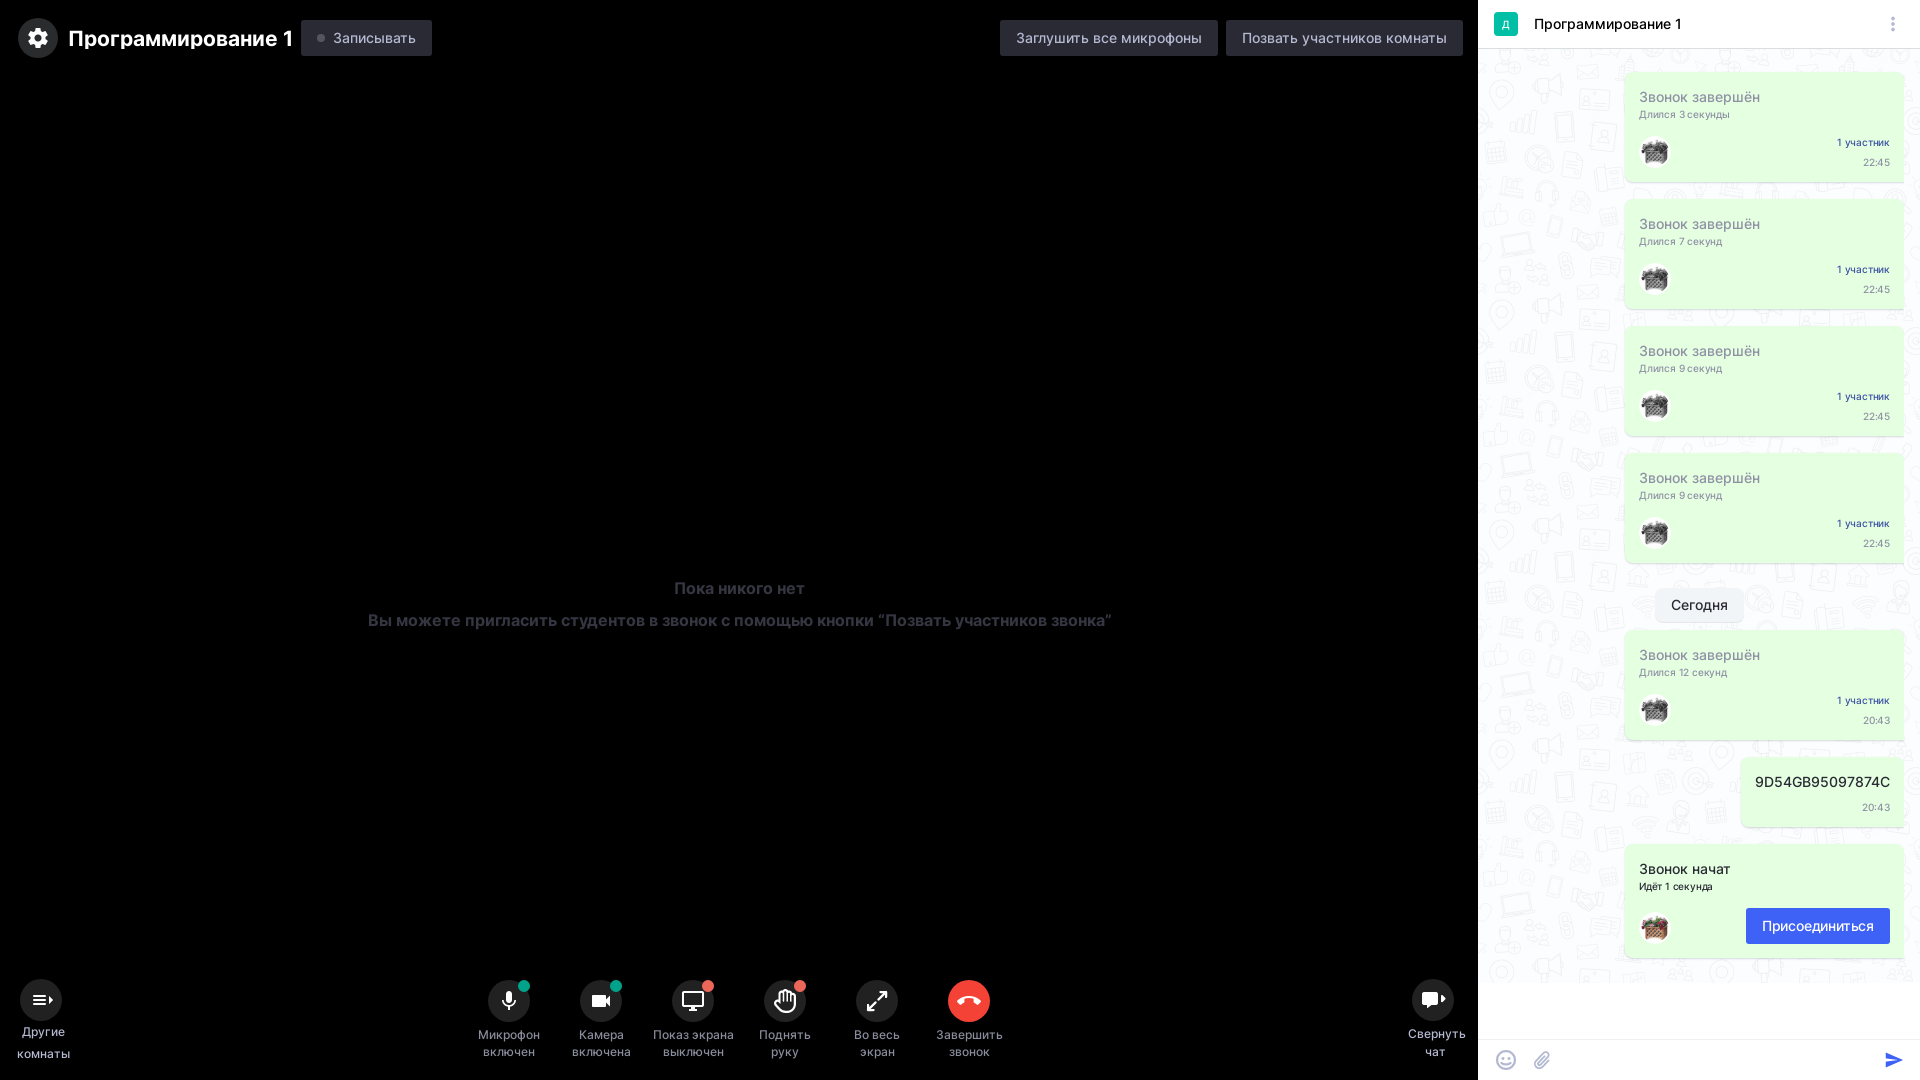 Программирование 1
Записывать
Заглушить все микрофоны
Позвать участников комнаты
Пока никого нет
Вы можете пригласить студентов в звонок с помощью кнопки “Позвать участников звонка”
Другие
комнаты
Микрофон
включен
Камера
включена
Показ экрана
выключен
Поднять
руку
Во весь
экран
Завершить
звонок
Свернуть
чат
Д
Программирование 1
Звонок завершён
Длился 3 секунды
1 участник
22:45
Звонок завершён
Длился 7 секунд
1 участник
22:45
Звонок завершён
Длился 9 секунд
1 участник
22:45
Звонок завершён
Длился 9 секунд
1 участник
22:45
Сегодня
Звонок завершён
Длился 12 секунд
1 участник
20:43
9D54GB95097874C
20:43
Звонок начат
Идёт 1 секунда
Присоединиться